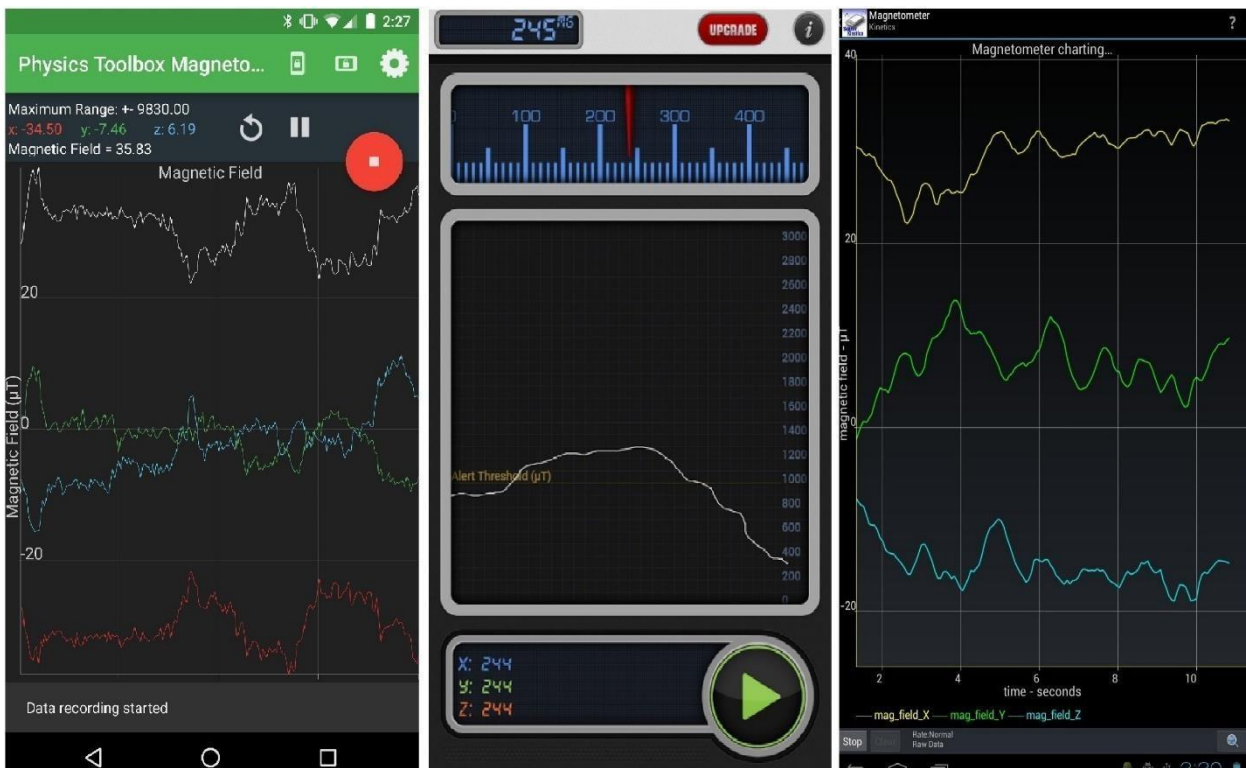 2:27
Physics Toolbox Magneto...
Maximum Range: +- 9830.00
x: -34.50 y: -7.46 z: 6.19
Magnetic Field = 35.83
Magnetic Field
20
0
-20
Magnetic Field (µT)
Data recording started
245 MG
UPGRADE
i
100 200 300 400
3000
2800
2600
2400
2200
2000
1800
1600
1400
1200
1000
800
600
400
200
0
Alert Threshold (µT)
X: 244
Y: 244
Z: 244
Magnetometer
Kinetics
?
Magnetometer charting...
40
20
0
-20
magnetic field - µT
2 4 6 8 10
time - seconds
mag_field_X mag_field_Y mag_field_Z
Stop
Rate:Normal
Raw Data